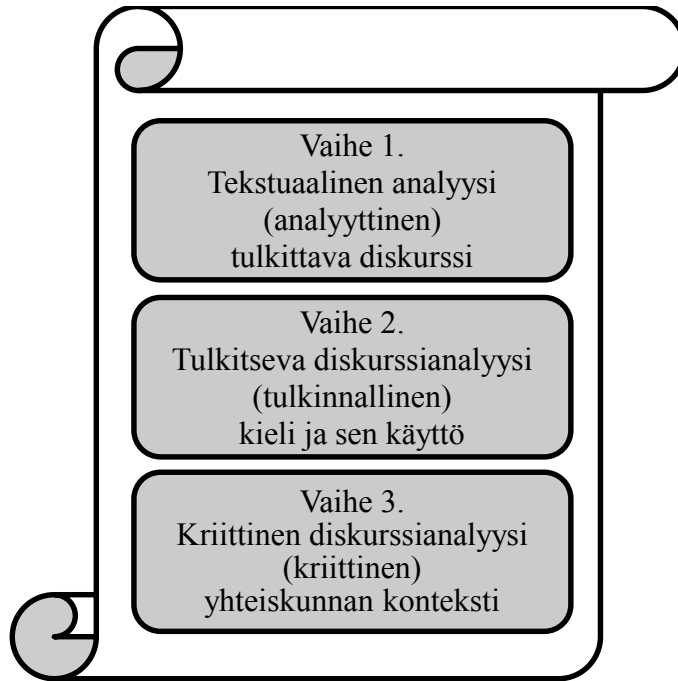 Vaihe 1.
Tekstuaalinen analyysi
(analyyttinen)
tulkittava diskurssi
Vaihe 2.
Tulkitseva diskurssianalyysi
(tulkinnallinen)
kieli ja sen käyttö
Vaihe 3.
Kriittinen diskurssianalyysi
(kriittinen)
yhteiskunnan konteksti